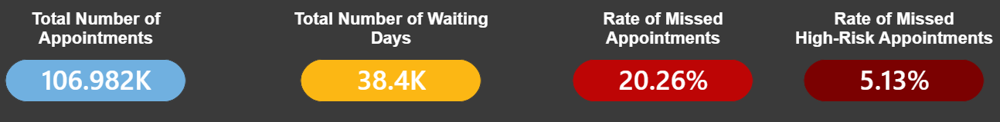 Total Number of
Appointments
106.982K
Total Number of Waiting
Days
38.4K
Rate of Missed
Appointments
20.26%
Rate of Missed
High-Risk Appointments
5.13%